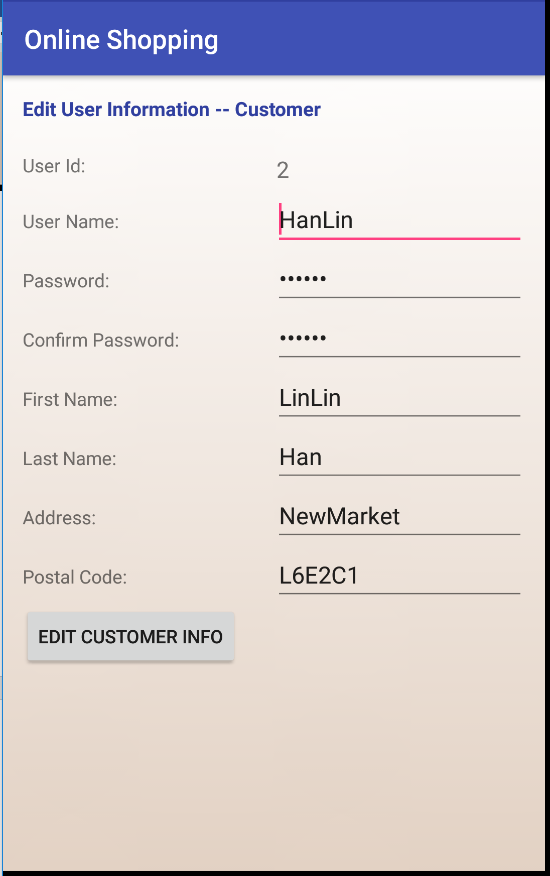 Online Shopping
Edit User Information -- Customer
User Id: 2
User Name: HanLin
Password: ••••••
Confirm Password: ••••••
First Name: LinLin
Last Name: Han
Address: NewMarket
Postal Code: L6E2C1
EDIT CUSTOMER INFO